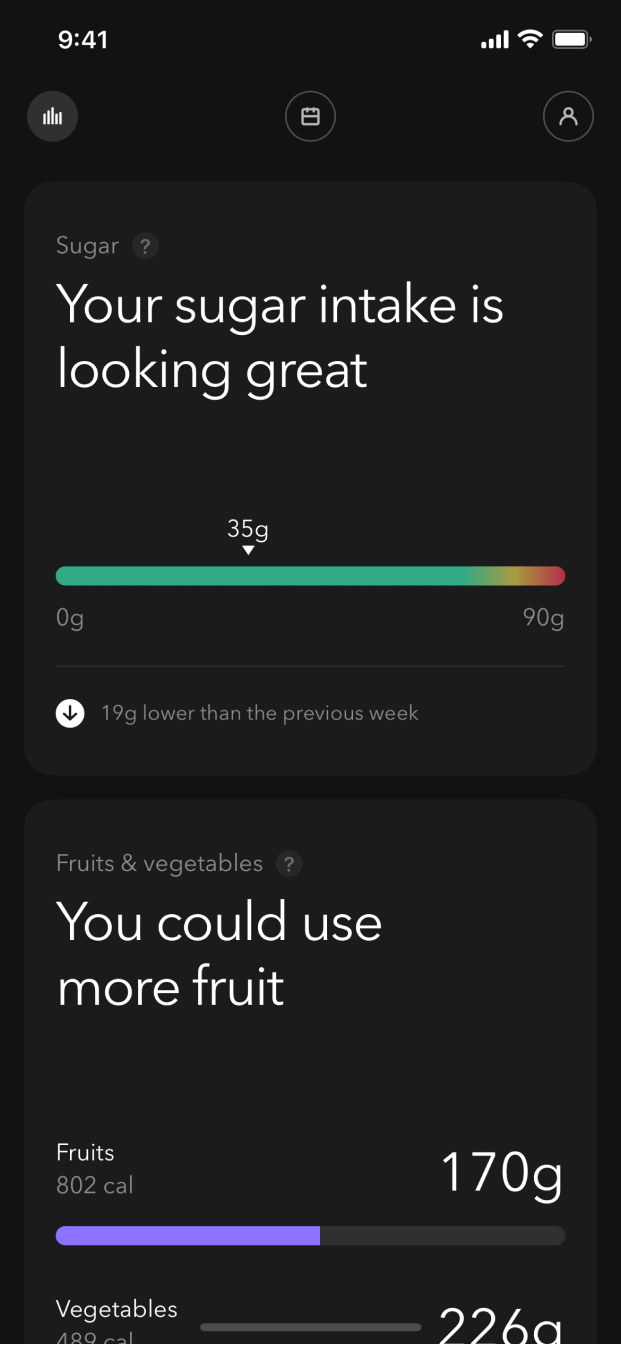 9:41
Sugar ?
Your sugar intake is
looking great
35g
0g 90g
19g lower than the previous week
Fruits & vegetables ?
You could use
more fruit
Fruits
802 cal
170g
Vegetables
489 cal
226g